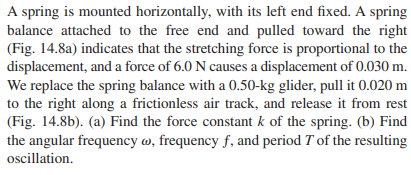 A spring is mounted horizontally, with its left end fixed. A spring
balance attached to the free end and pulled toward the right
(Fig. 14.8a) indicates that the stretching force is proportional to the
displacement, and a force of 6.0 N causes a displacement of 0.030 m.
We replace the spring balance with a 0.50-kg glider, pull it 0.020 m
to the right along a frictionless air track, and release it from rest
(Fig. 14.8b). (a) Find the force constant k of the spring. (b) Find
the angular frequency ω, frequency f, and period T of the resulting
oscillation.